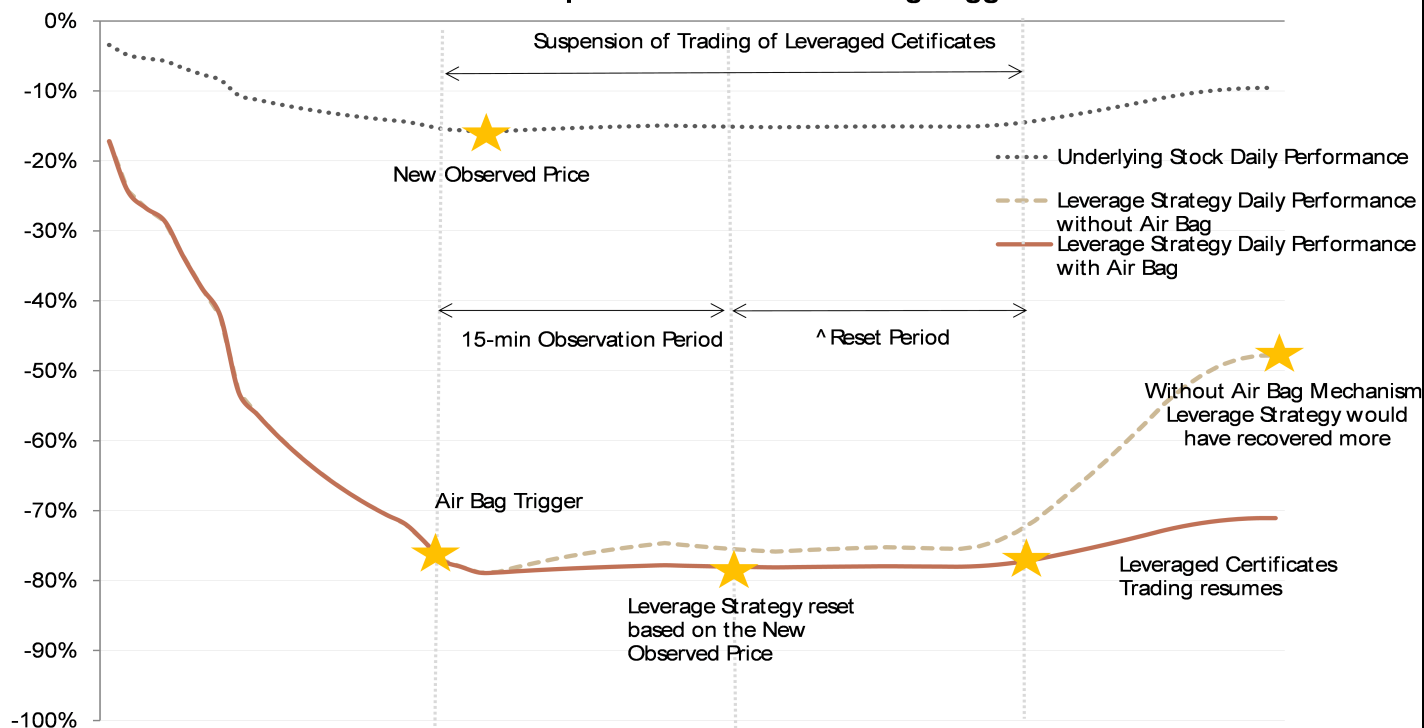 0%
Suspension of Trading of Leveraged Cetificates
-10%
-20%
New Observed Price
Underlying Stock Daily Performance
Leverage Strategy Daily Performance
without Air Bag
Leverage Strategy Daily Performance
with Air Bag
-30%
-40%
15-min Observation Period
^Reset Period
-50%
Without Air Bag Mechanism
Leverage Strategy would
have recovered more
-60%
-70%
Air Bag Trigger
-80%
Leveraged Certificates
Trading resumes
Leverage Strategy reset
based on the New
Observed Price
-90%
-100%